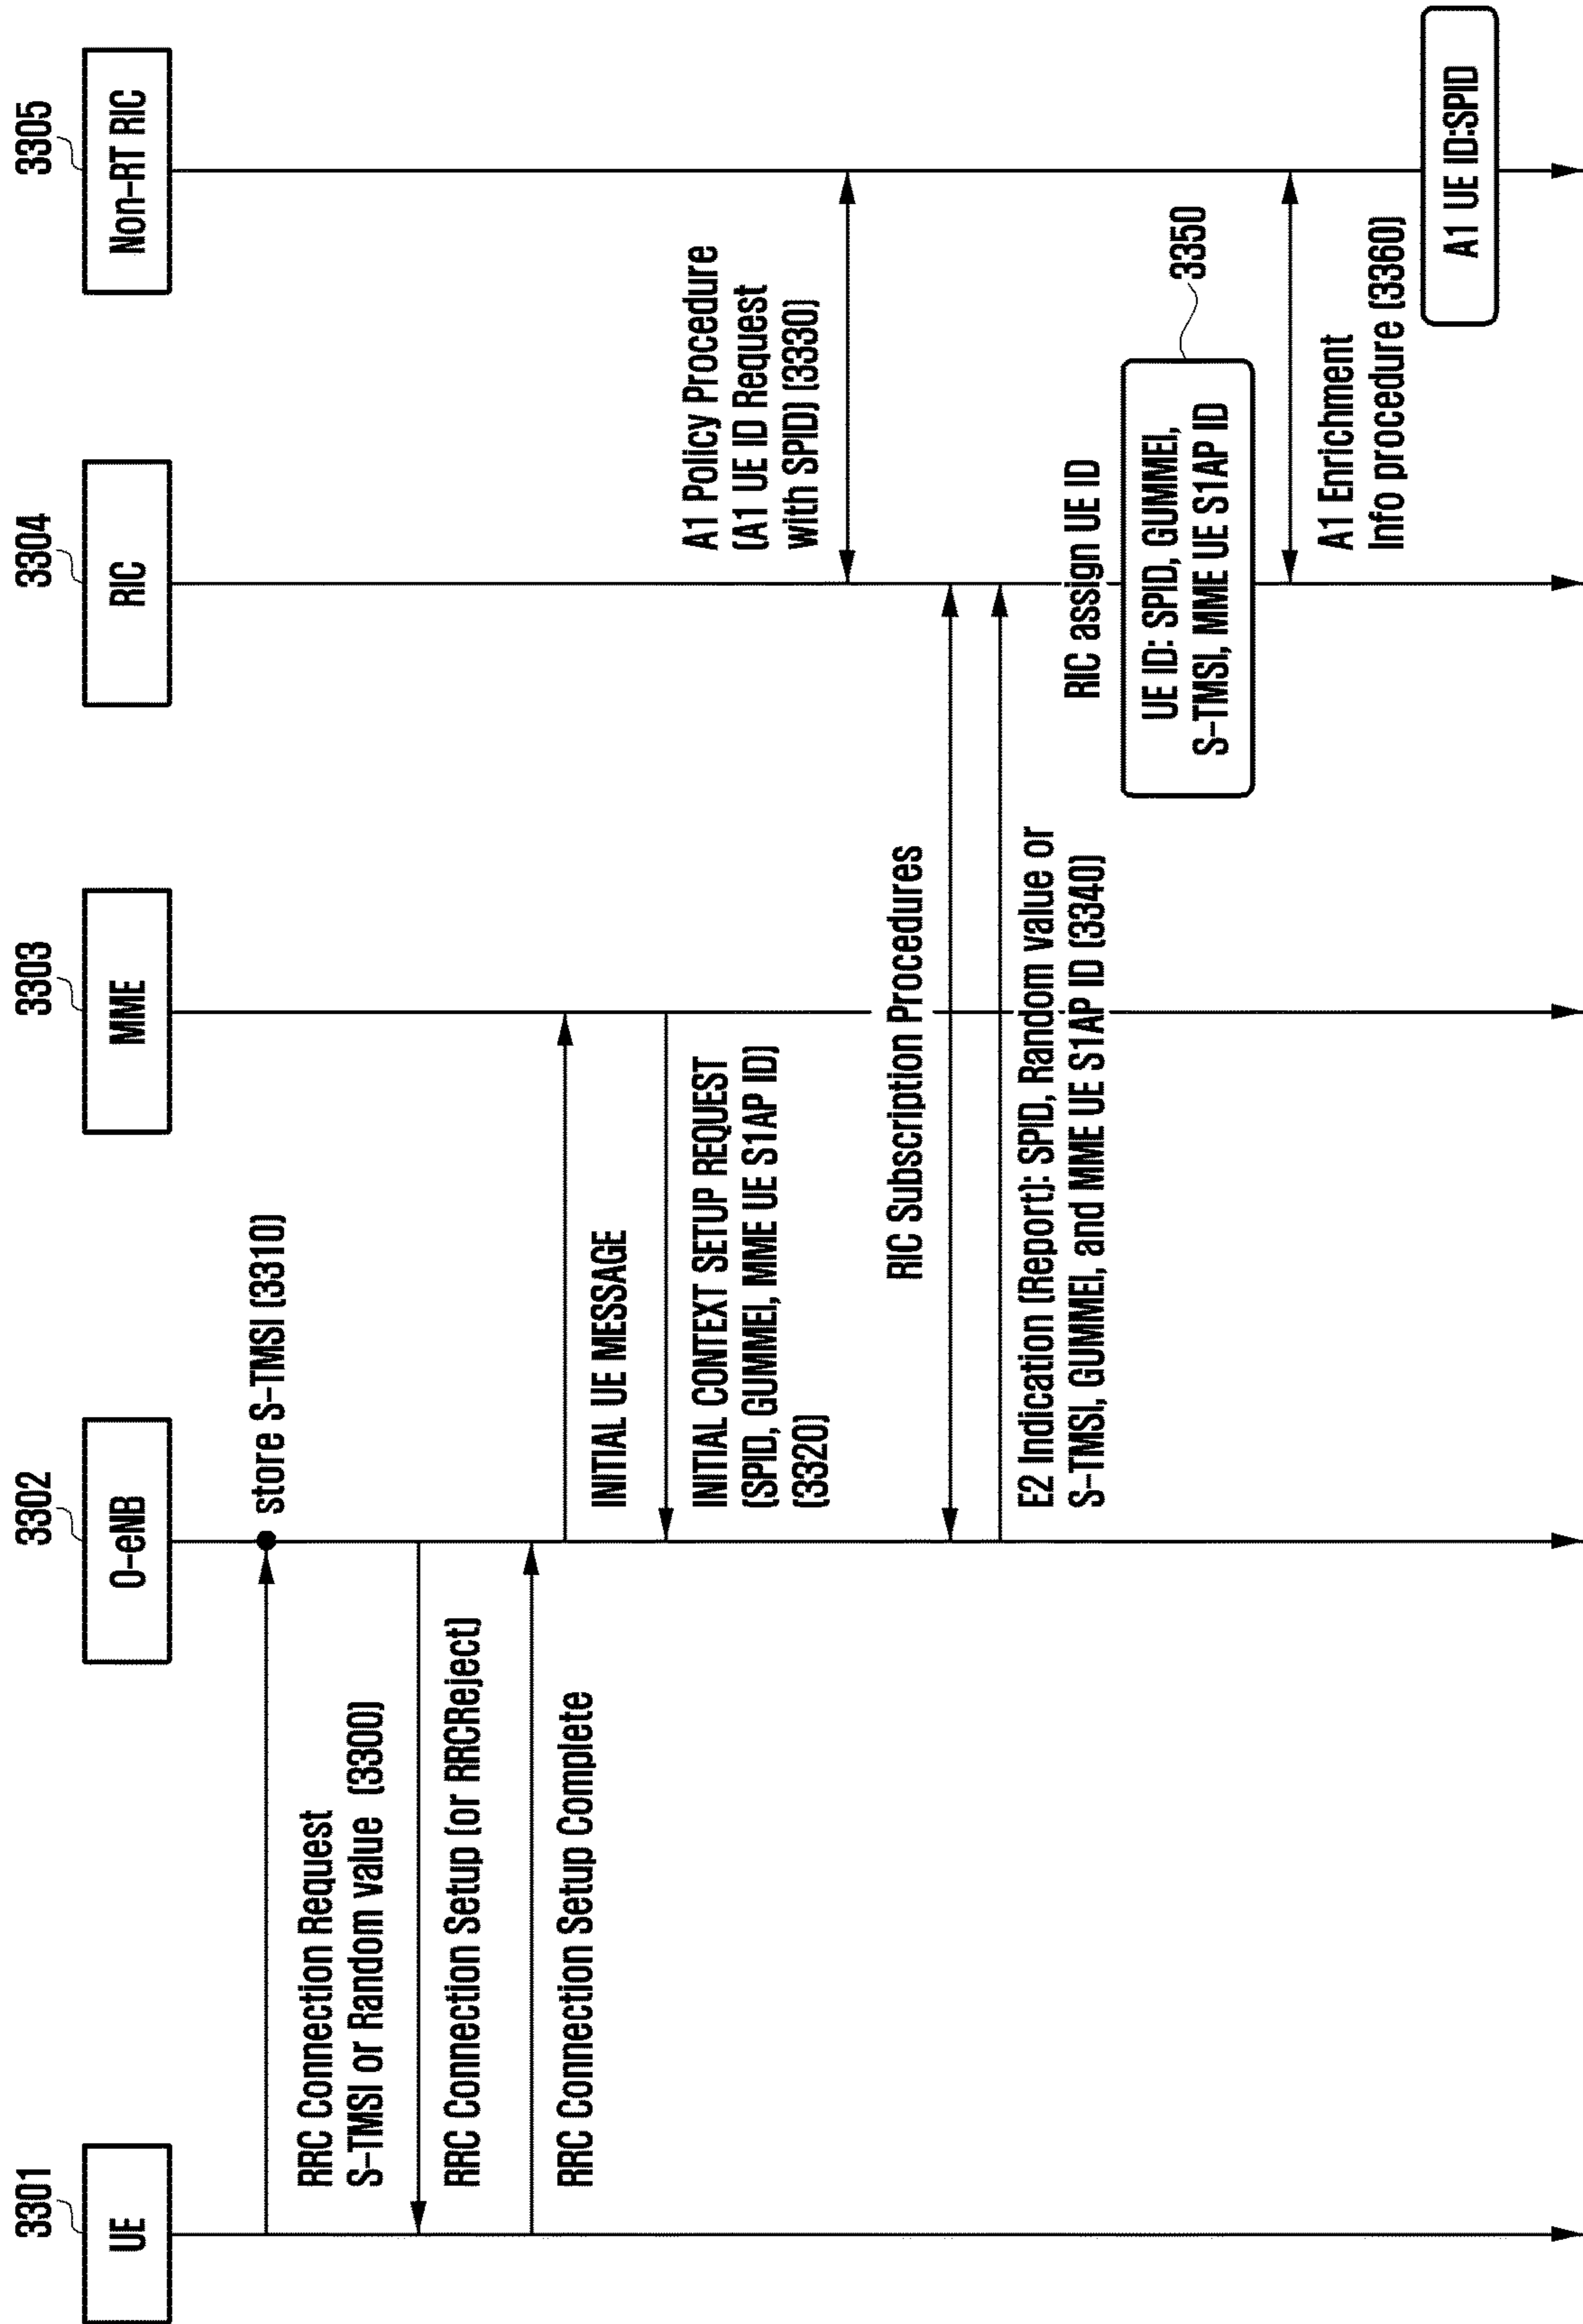 3301
UE
3302
O-eNB
3303
MME
3304
RIC
3305
Non-RT RIC
RRC Connection Request
S-TMSI or Random value (3300)
store S-TMSI (3310)
RRC Connection Setup (or RRCReject)
RRC Connection Setup Complete
INITIAL UE MESSAGE
INITIAL CONTEXT SETUP REQUEST
(SPID, GUMMEI, MME UE S1AP ID)
(3320)
A1 Policy Procedure
(A1 UE ID Request
with SPID) (3330)
RIC Subscription Procedures
E2 Indication (Report): SPID, Random value or
S-TMSI, GUMMEI, and MME UE S1AP ID (3340)
RIC assign UE ID
UE ID: SPID, GUMMEI,
S-TMSI, MME UE S1AP ID
3350
A1 Enrichment
Info procedure (3360)
A1 UE ID:SPID